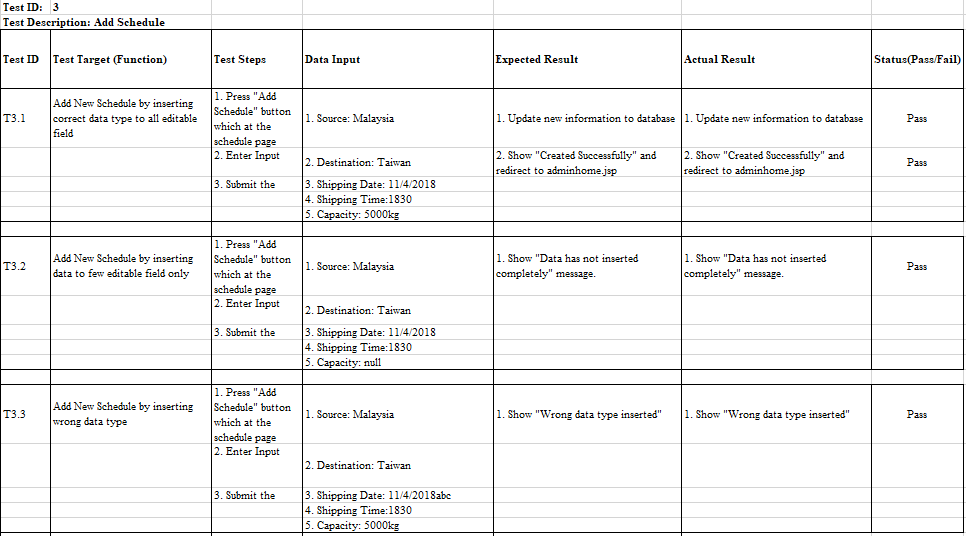 Test ID: 3
Test Description: Add Schedule
Test ID Test Target (Function) Test Steps Data Input Expected Result Actual Result Status(Pass/Fail)
T3.1
Add New Schedule by inserting
correct data type to all editable
field
1. Press "Add
Schedule" button
which at the
schedule page
1. Source: Malaysia
1. Update new information to database
1. Update new information to database
Pass
2. Enter Input
2. Destination: Taiwan
2. Show "Created Successfully" and
redirect to adminhome.jsp
2. Show "Created Successfully" and
redirect to adminhome.jsp
Pass
3. Submit the
3. Shipping Date: 11/4/2018
4. Shipping Time:1830
5. Capacity: 5000kg
T3.2
Add New Schedule by inserting
data to few editable field only
1. Press "Add
Schedule" button
which at the
schedule page
1. Source: Malaysia
1. Show "Data has not inserted
completely" message.
1. Show "Data has not inserted
completely" message.
Pass
2. Enter Input
2. Destination: Taiwan
3. Submit the
3. Shipping Date: 11/4/2018
4. Shipping Time:1830
5. Capacity: null
T3.3
Add New Schedule by inserting
wrong data type
1. Press "Add
Schedule" button
which at the
schedule page
1. Source: Malaysia
1. Show "Wrong data type inserted"
1. Show "Wrong data type inserted"
Pass
2. Enter Input
2. Destination: Taiwan
3. Submit the
3. Shipping Date: 11/4/2018abc
4. Shipping Time:1830
5. Capacity: 5000kg